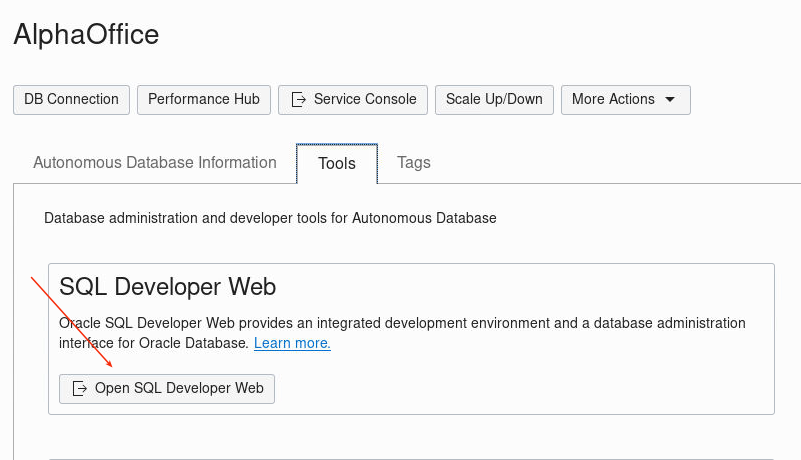 AlphaOffice
DB Connection
Performance Hub
Service Console
Scale Up/Down
More Actions
Autonomous Database Information
Tools
Tags
Database administration and developer tools for Autonomous Database
SQL Developer Web
Oracle SQL Developer Web provides an integrated development environment and a database administration
interface for Oracle Database. Learn more.
Open SQL Developer Web